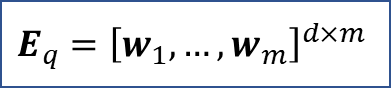 𝑬_q = [𝒘_1, … , 𝒘_m]^{d×m}